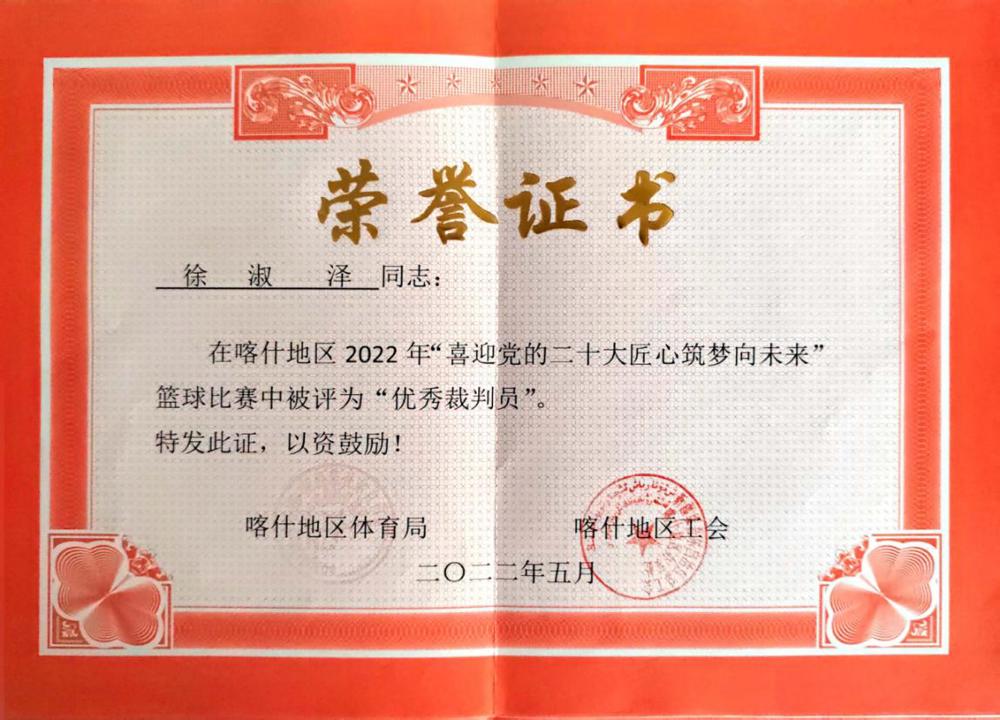 荣誉证书
徐淑泽同志：
在喀什地区 2022 年“喜迎党的二十大匠心筑梦向未来”
篮球比赛中被评为“优秀裁判员”。
特发此证，以资鼓励！
喀什地区体育局 喀什地区工会
二〇二二年五月